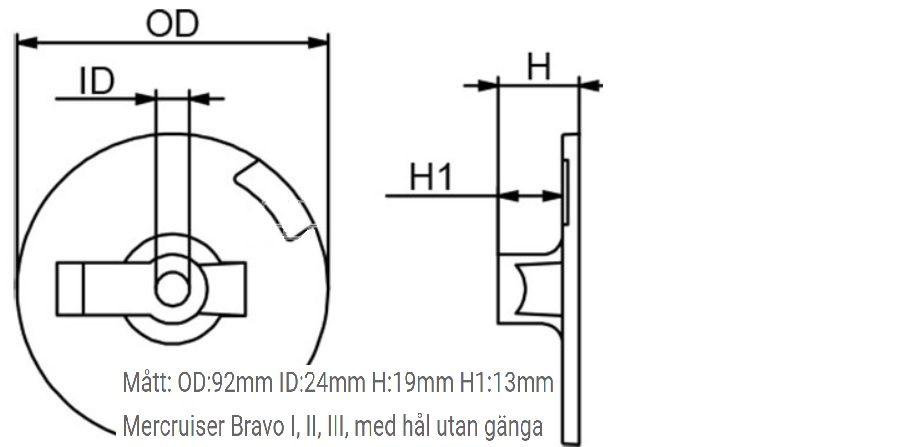 OD
ID
H
H1
Mått: OD:92mm ID:24mm H:19mm H1:13mm
Mercruiser Bravo I, II, III, med hål utan gänga